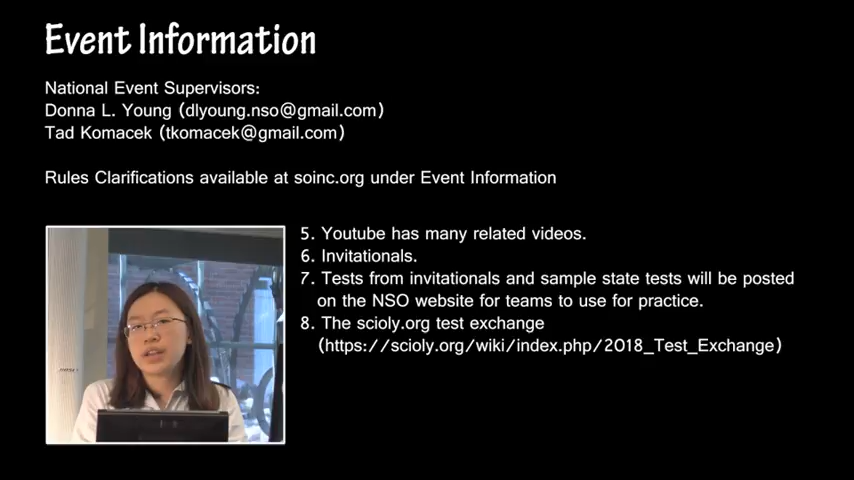 Event Information
National Event Supervisors:
Donna L. Young (dlyoung.nso@gmail.com)
Tad Komacek (tkomacek@gmail.com)
Rules Clarifications available at soinc.org under Event Information
5. Youtube has many related videos.
6. Invitationals.
7. Tests from invitationals and sample state tests will be posted
on the NSO website for teams to use for practice.
8. The scioly.org test exchange
(https://scioly.org/wiki/index.php/2018_Test_Exchange)